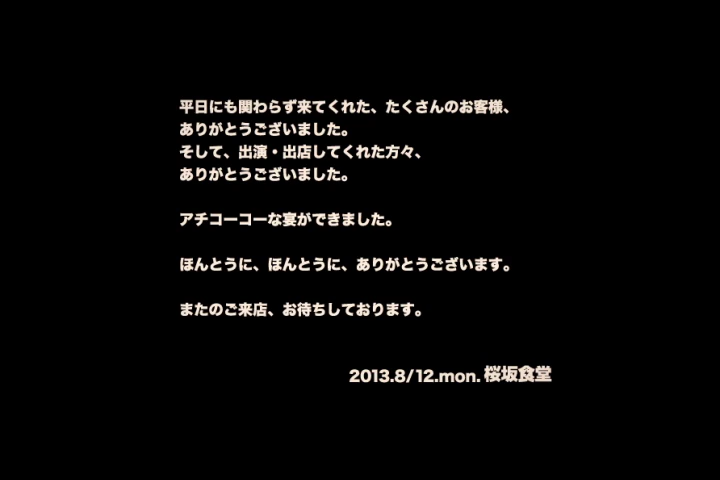 平日にも関わらず来てくれた、たくさんのお客様、
ありがとうございました。
そして、出演・出店してくれた方々、
ありがとうございました。
アチコーコーな宴ができました。
ほんとうに、ほんとうに、ありがとうございます。
またのご来店、お待ちしております。
2013.8/12.mon. 桜坂食堂